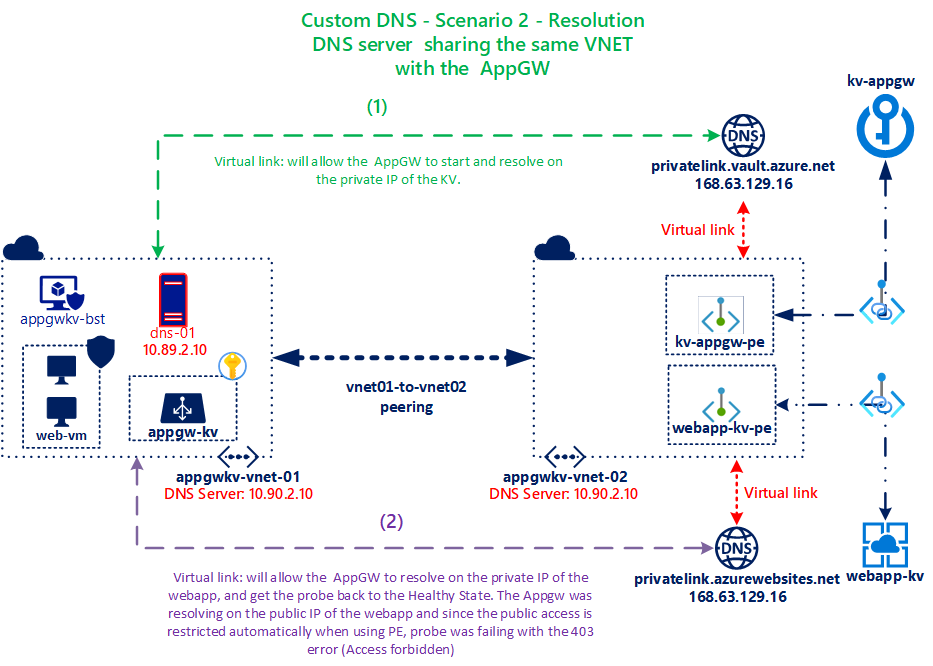 Custom DNS - Scenario 2 - Resolution
DNS server sharing the same VNET
with the AppGW
kv-appgw
(1)
DNS
Virtual link: will allow the AppGW to start and resolve on
the private IP of the KV.
privatelink.vault.azure.net
168.63.129.16
Virtual link
appgwkv-bst
dns-01
10.89.2.10
kv-appgw-pe
vnet01-to-vnet02
peering
web-vm
appgw-kv
webapp-kv-pe
appgwkv-vnet-01
DNS Server: 10.90.2.10
appgwkv-vnet-02
DNS Server: 10.90.2.10
Virtual link
(2)
DNS
privatelink.azurewebsites.net
168.63.129.16
webapp-kv
Virtual link: will allow the AppGW to resolve on the private IP of the
webapp, and get the probe back to the Healthy State. The Appgw was
resolving on the public IP of the webapp and since the public access is
restricted automatically when using PE, probe was failing with the 403
error (Access forbidden)